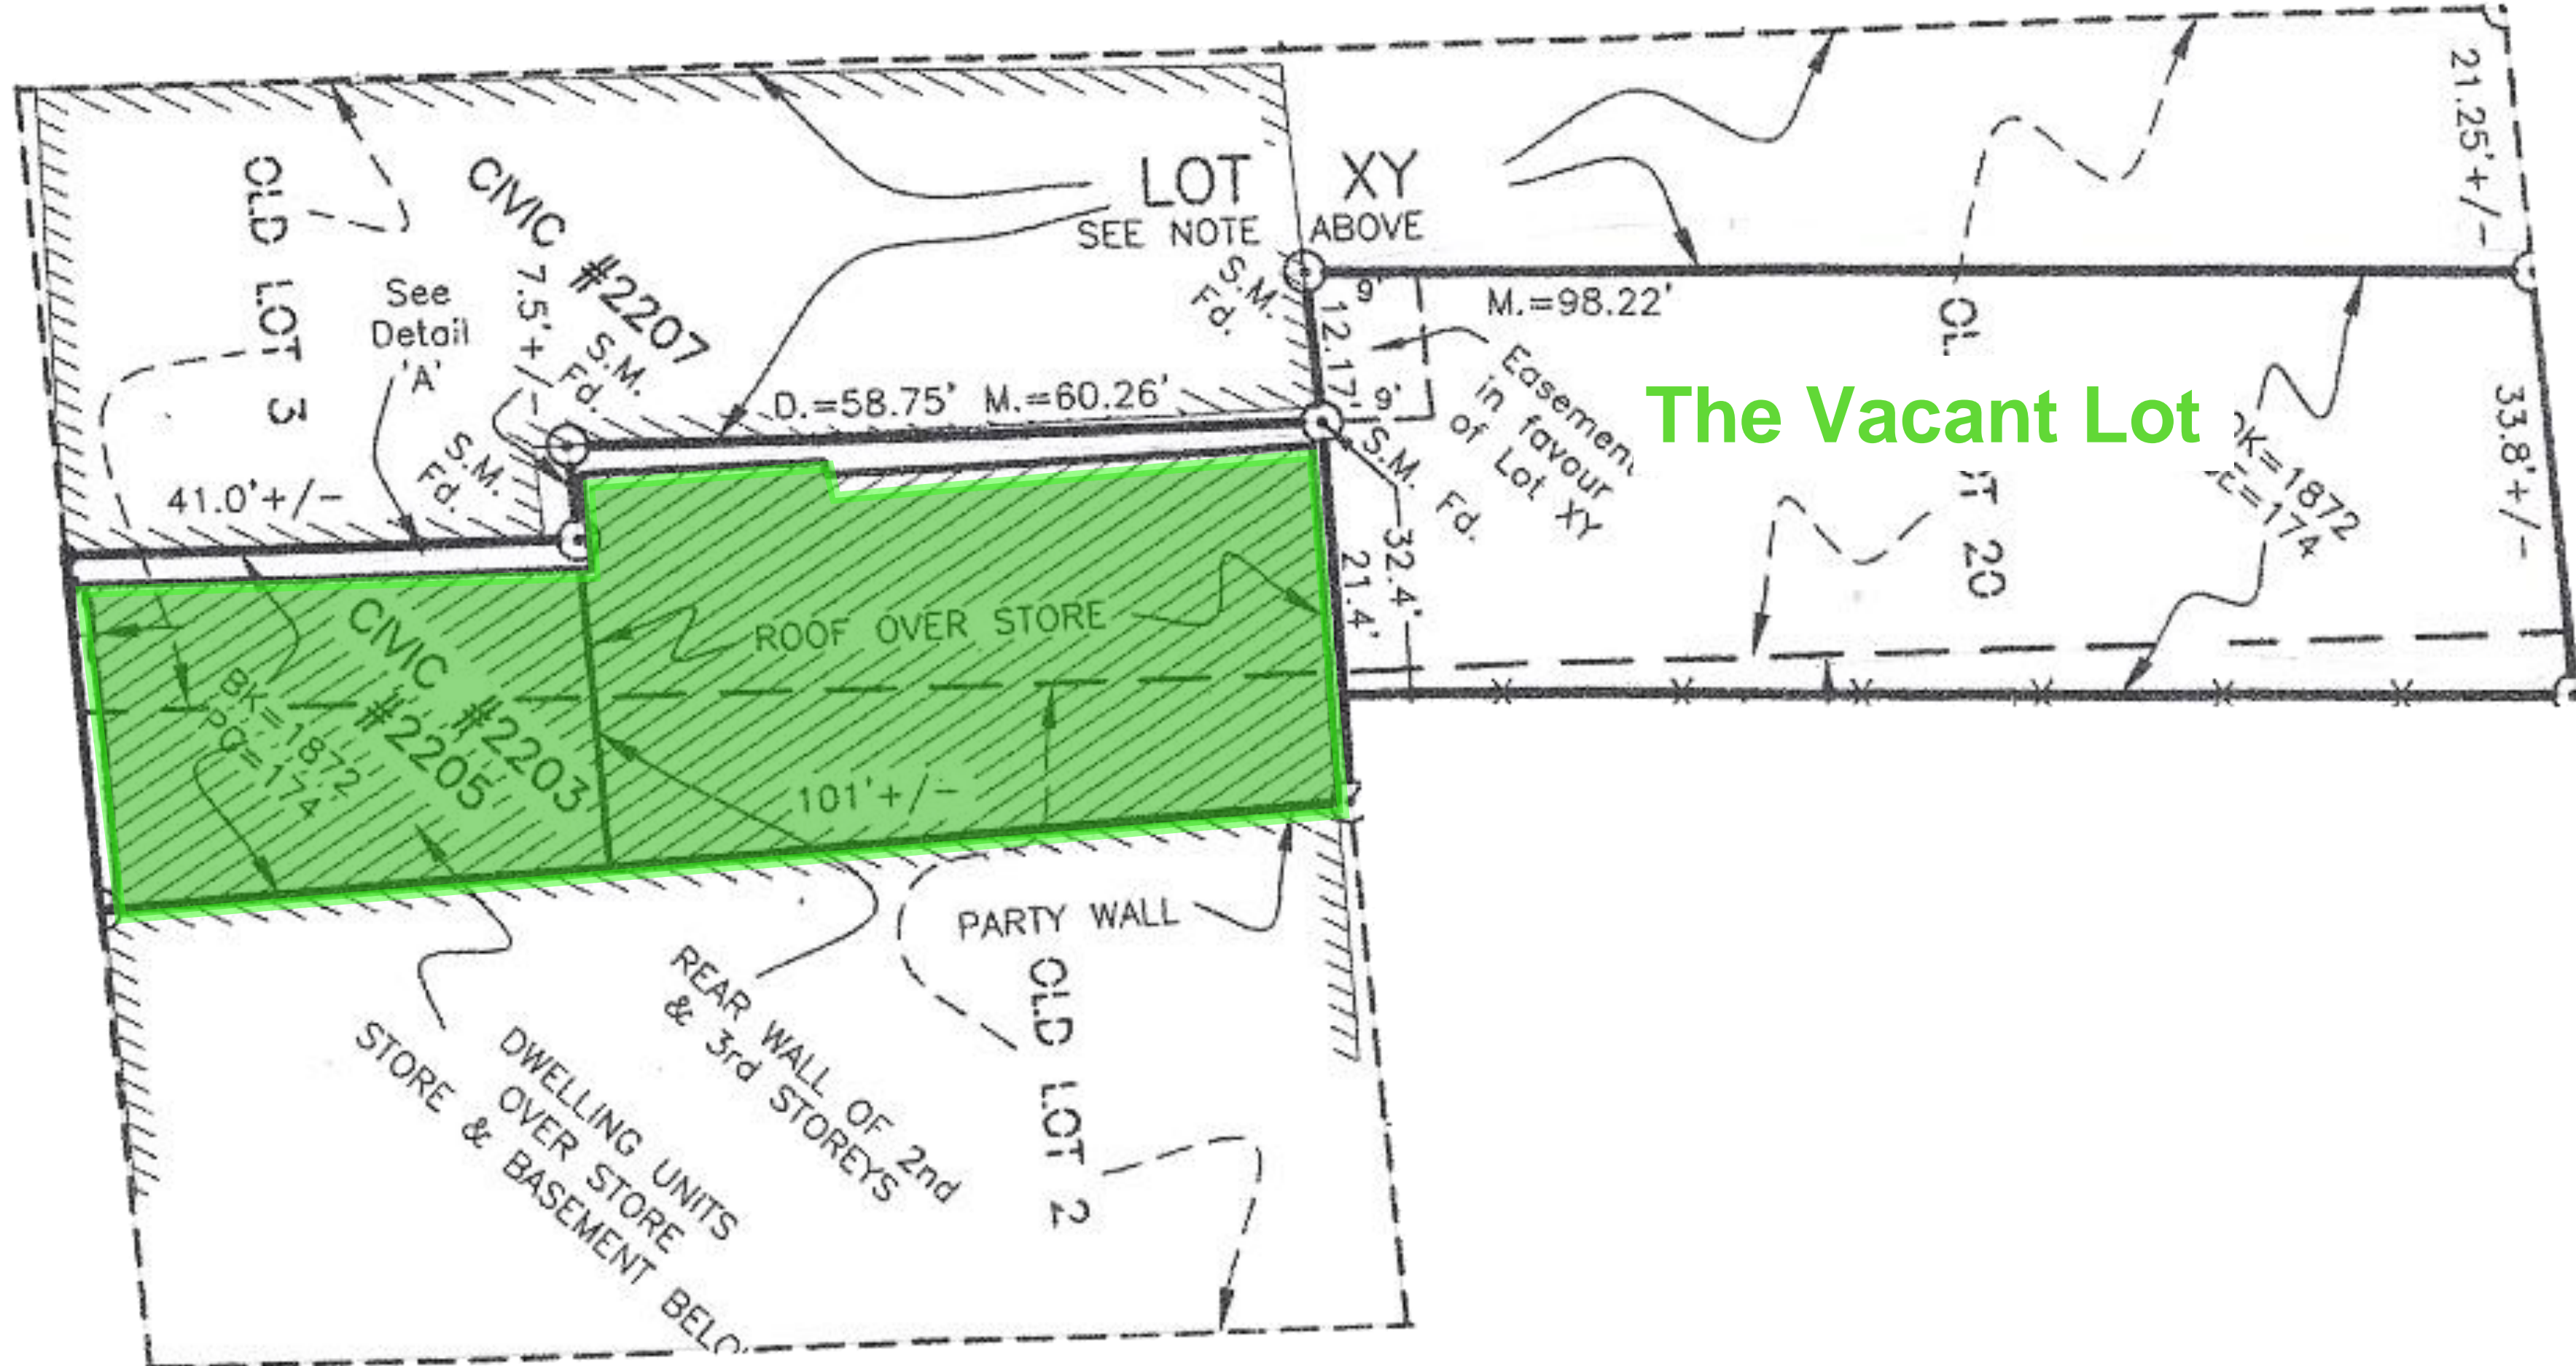 21.25'+/-
LOT XY
SEE NOTE ABOVE
CIVIC
#2207
OLD LOT 3
See
Detail
'A'
7.5'+/-
S.M.
Fd.
S.M.
Fd.
S.M.
Fd.
9'
12.17'
9'
M.=98.22'
D.=58.75' M.=60.26'
41.0'+/-
Easement
in favour
of Lot XY
The Vacant Lot
33.8'+/-
=1872
=174
20
S.M. Fd.
32.4'
21.4'
ROOF OVER STORE
CIVIC #2203
#2205
BK=1872
PG=174
101'+/-
PARTY WALL
OLD LOT 2
REAR WALL OF 2nd
& 3rd STOREYS
DWELLING UNITS
OVER STORE
STORE & BASEMENT